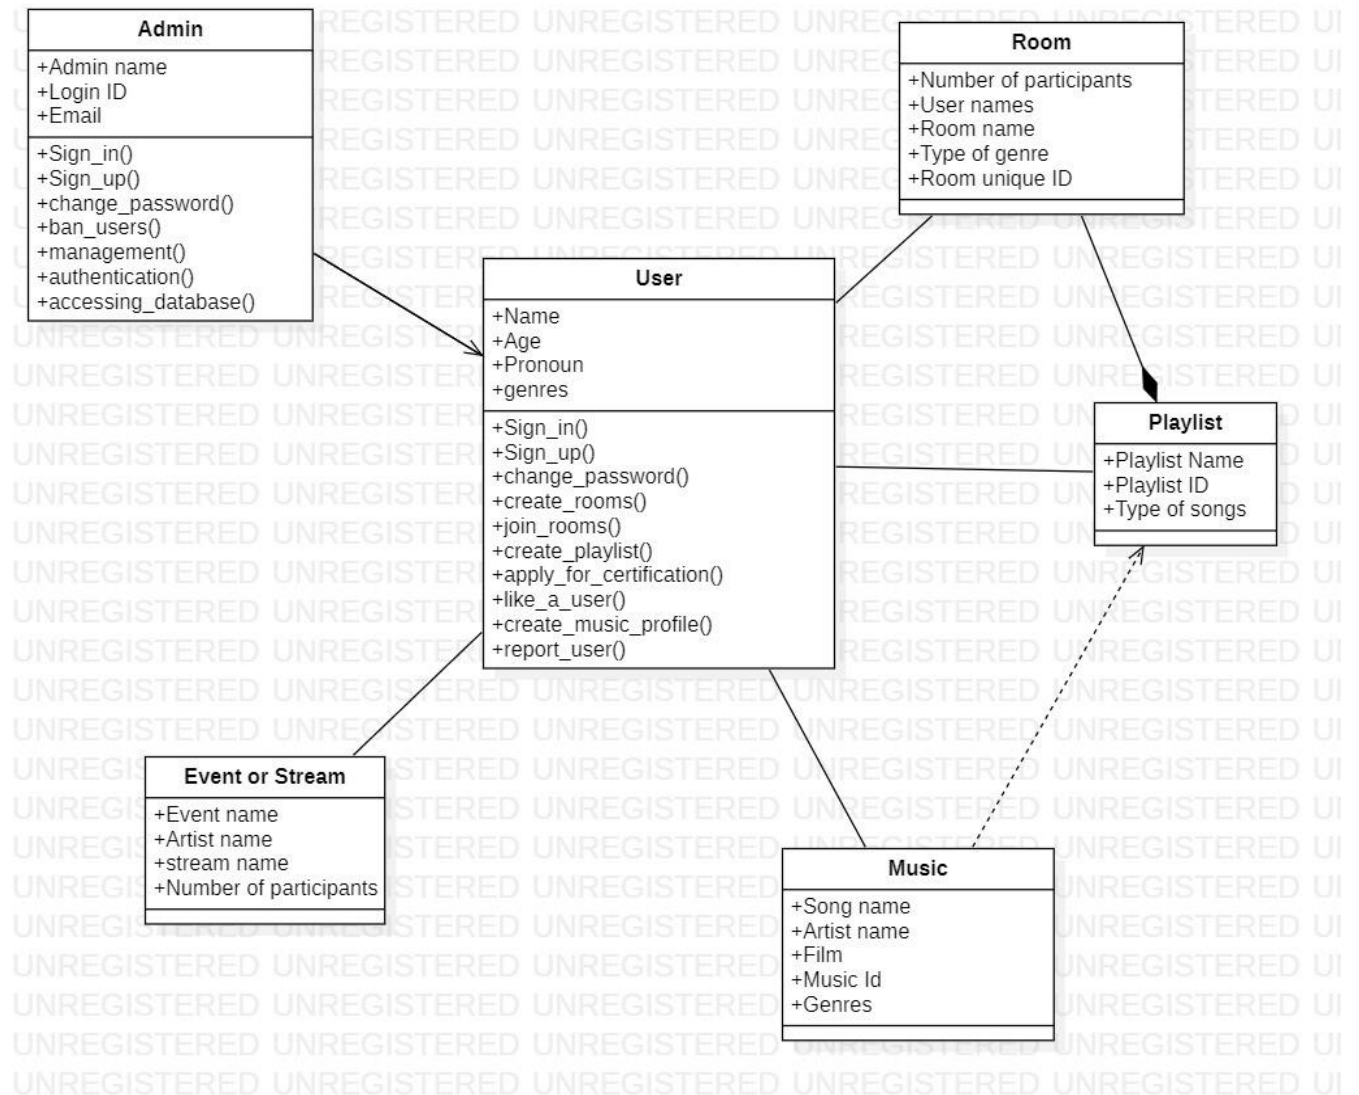 Admin
+Admin name
+Login ID
+Email
+Sign_in()
+Sign_up()
+change_password()
+ban_users()
+management()
+authentication()
+accessing_database()
Room
+Number of participants
+User names
+Room name
+Type of genre
+Room unique ID
User
+Name
+Age
+Pronoun
+genres
+Sign_in()
+Sign_up()
+change_password()
+create_rooms()
+join_rooms()
+create_playlist()
+apply_for_certification()
+like_a_user()
+create_music_profile()
+report_user()
Playlist
+Playlist Name
+Playlist ID
+Type of songs
Event or Stream
+Event name
+Artist name
+stream name
+Number of participants
Music
+Song name
+Artist name
+Film
+Music Id
+Genres
UNREGISTERED